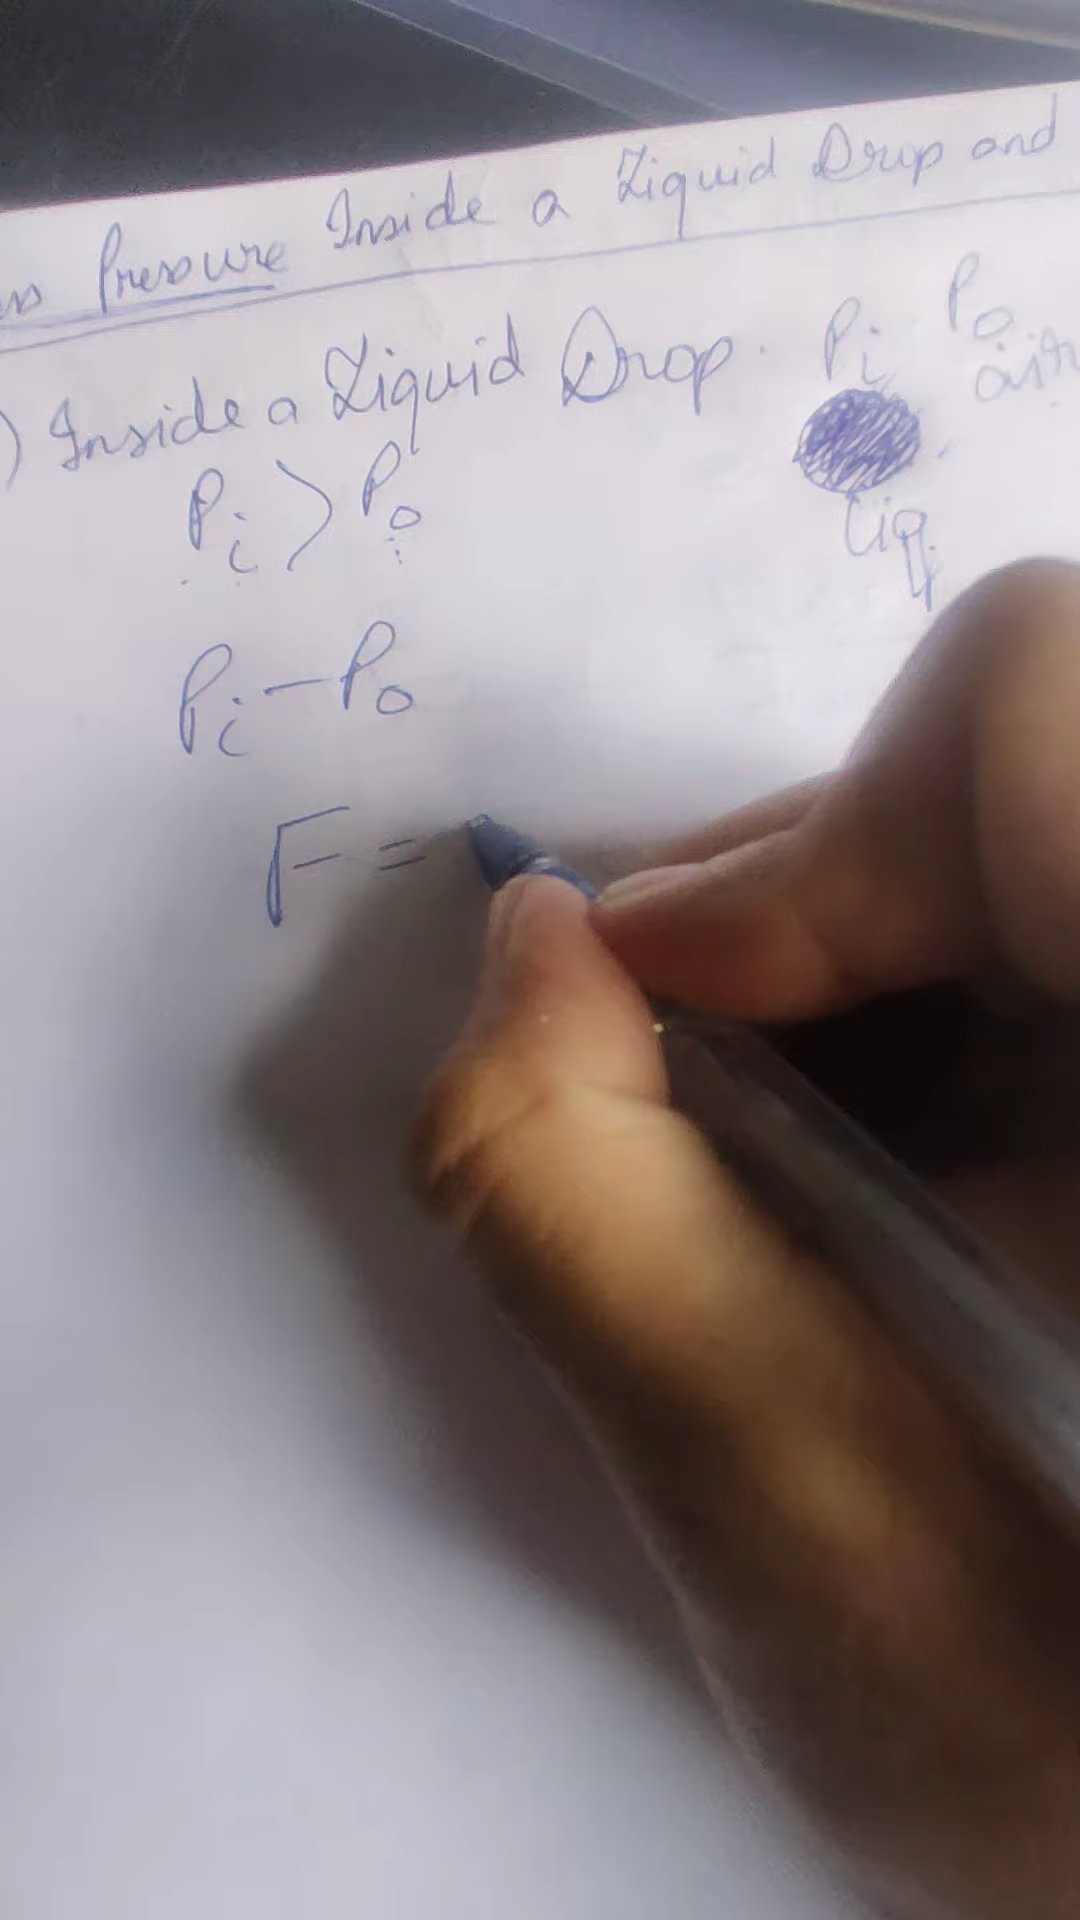 Pressure Inside a Liquid Drop and
) Inside a Liquid Drop.
Pi Po
air
liq
Pi > Po
Pi - Po
F =